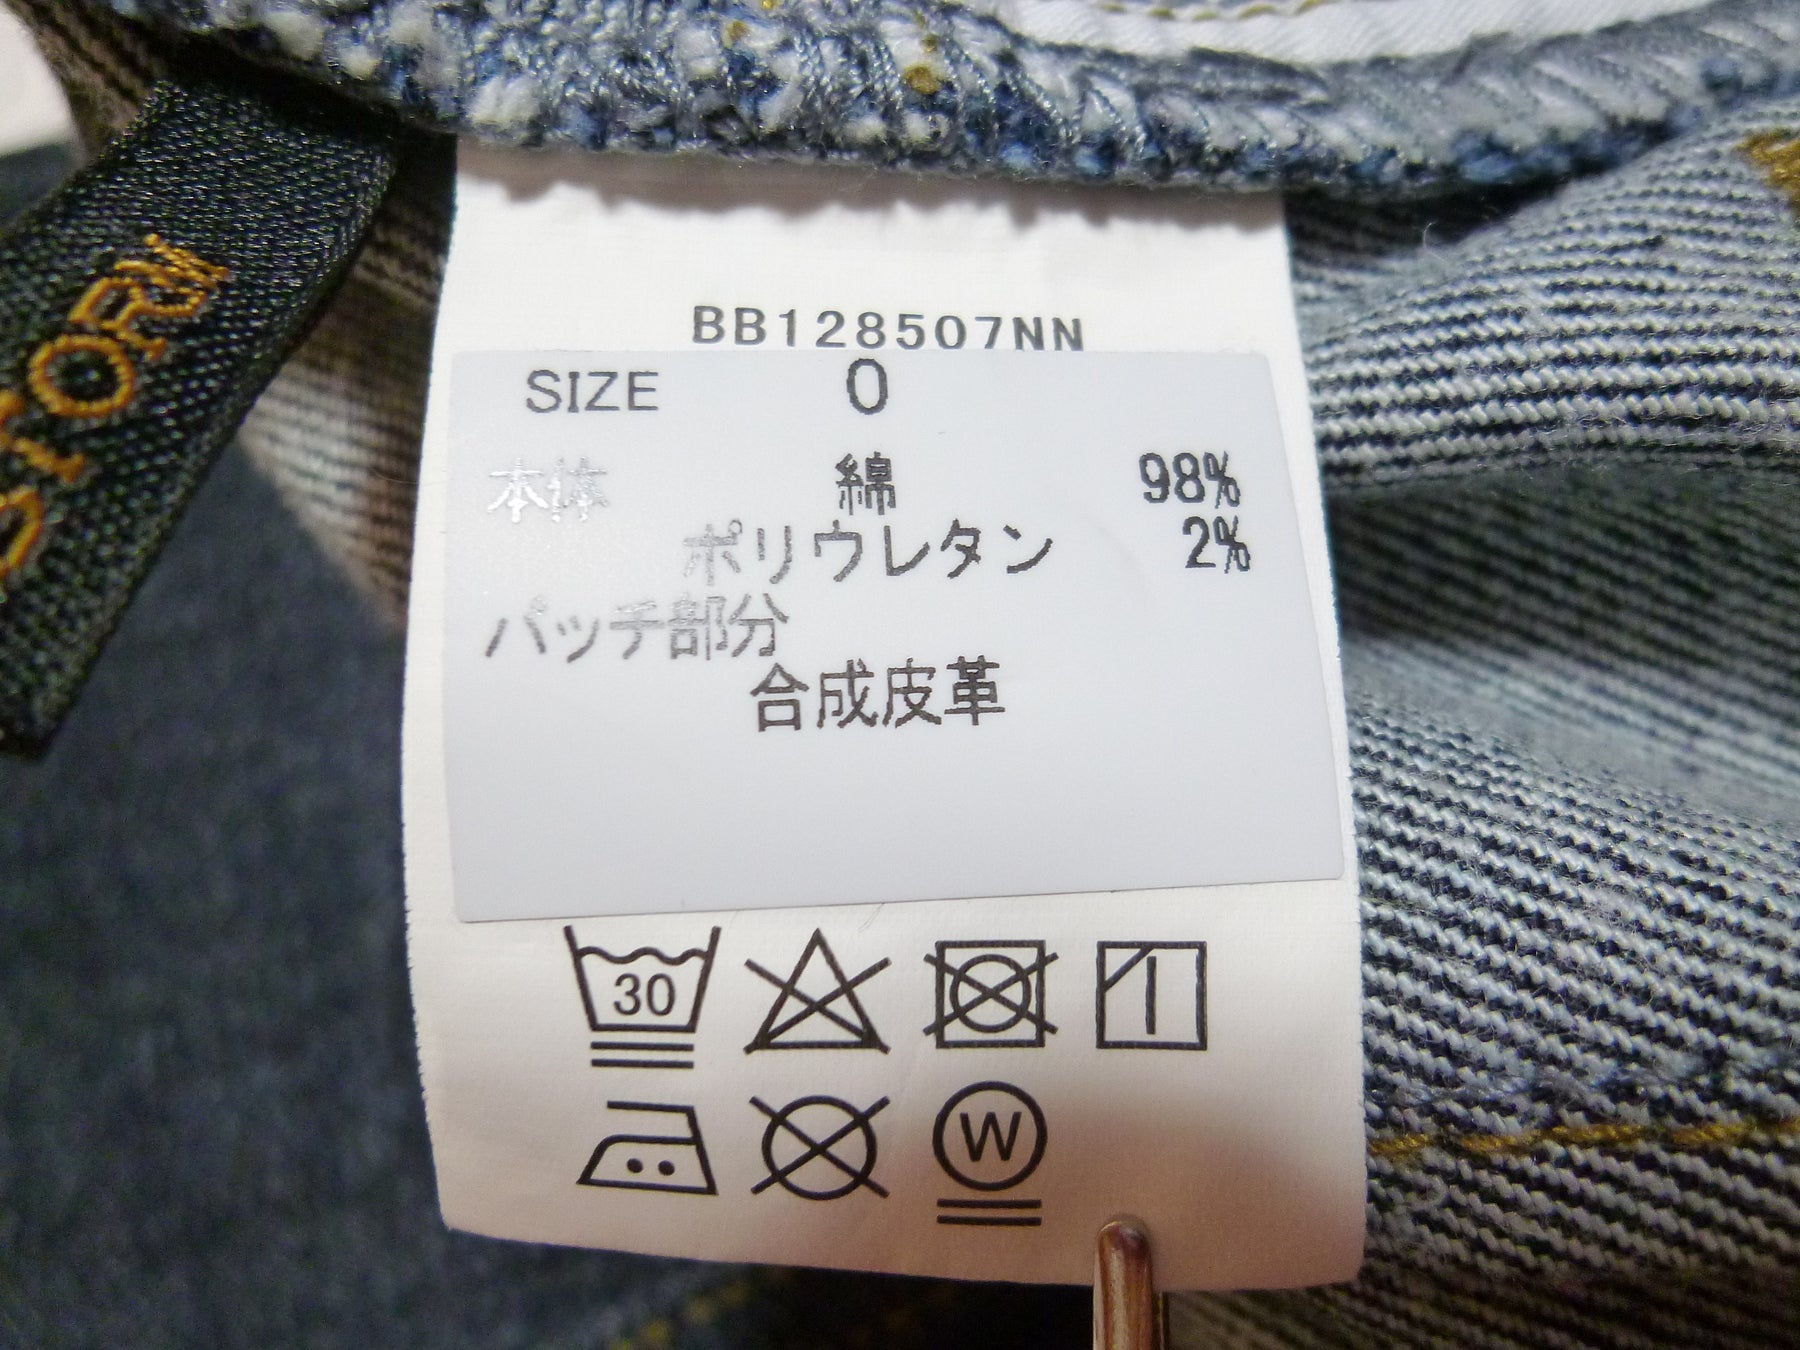 STORM
BB128507NN
SIZE 0
本体 綿 98%
ポリウレタン 2%
パッチ部分
合成皮革
30
W